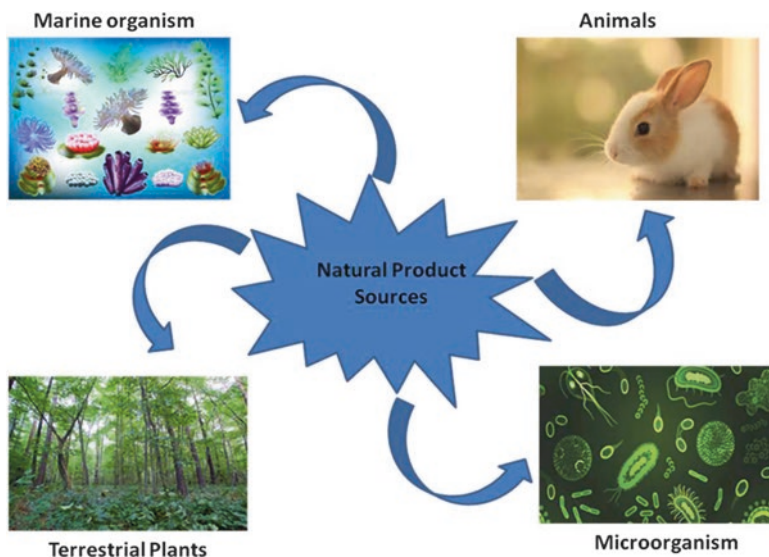 Marine organism
Animals
Natural Product
Sources
Terrestrial Plants
Microorganism